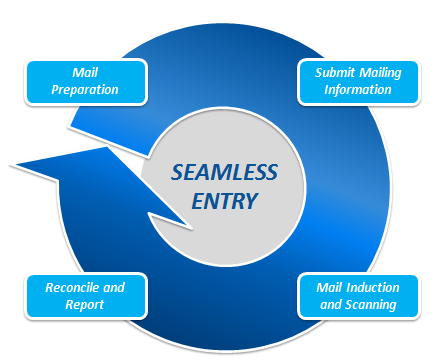 Mail
Preparation
Submit Mailing
Information
SEAMLESS
ENTRY
Reconcile and
Report
Mail Induction
and Scanning